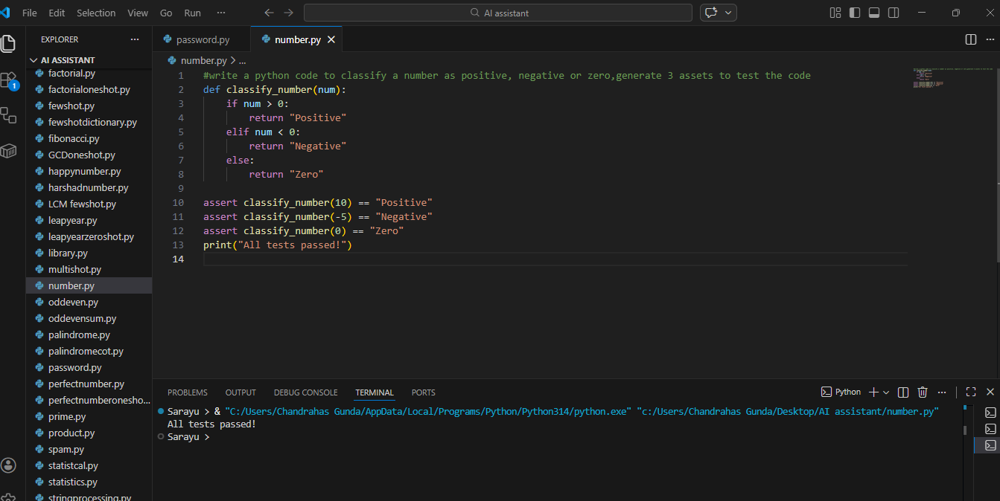 File Edit Selection View Go Run ··· AI assistant
EXPLORER ···
AI ASSISTANT
factorial.py
factorialoneshot.py
fewshot.py
fewshotdictionary.py
fibonacci.py
GCDoneshot.py
happynumber.py
harshadnumber.py
LCM fewshot.py
leapyear.py
leapyearzeroshot.py
library.py
multishot.py
number.py
oddeven.py
oddevensum.py
palindrome.py
palindromecot.py
password.py
perfectnumber.py
perfectnumberonesho...
prime.py
product.py
spam.py
statistcal.py
statistics.py
stringprocessing.py
1
password.py number.py
number.py > ...
1 #write a python code to classify a number as positive, negative or zero,generate 3 assets to test the code
2 def classify_number(num):
3 if num > 0:
4 return "Positive"
5 elif num < 0:
6 return "Negative"
7 else:
8 return "Zero"
9
10 assert classify_number(10) == "Positive"
11 assert classify_number(-5) == "Negative"
12 assert classify_number(0) == "Zero"
13 print("All tests passed!")
14
PROBLEMS OUTPUT DEBUG CONSOLE TERMINAL PORTS Python
Sarayu > & "C:/Users/Chandrahas Gunda/AppData/Local/Programs/Python/Python314/python.exe" "c:/Users/Chandrahas Gunda/Desktop/AI assistant/number.py"
All tests passed!
Sarayu >